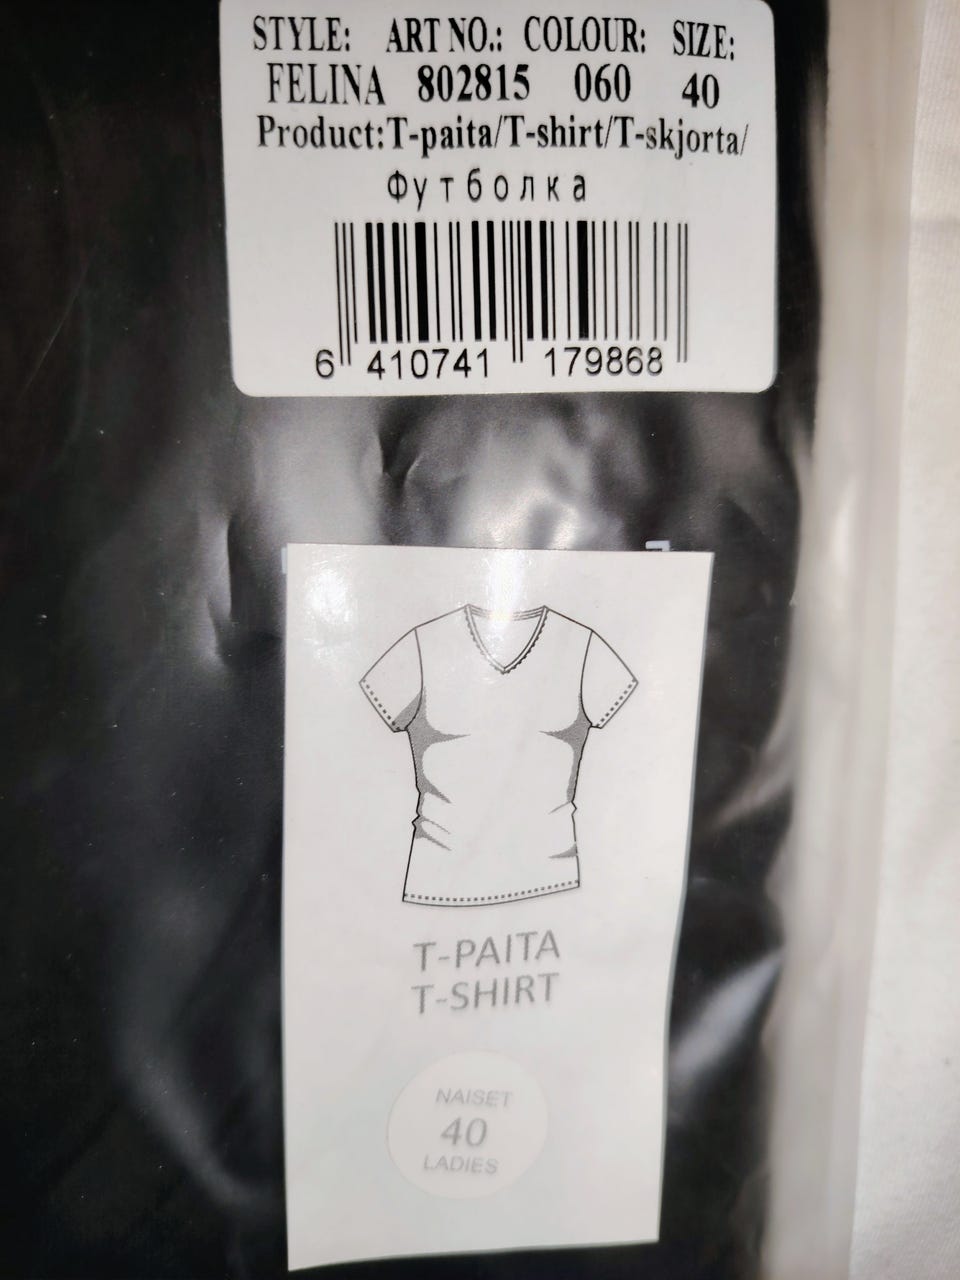 STYLE: ART NO.: COLOUR: SIZE:
FELINA 802815 060 40
Product: T-paita/T-shirt/T-skjorta/
Футболка
6 410741 179868
T-PAITA
T-SHIRT
NAISET
40
LADIES